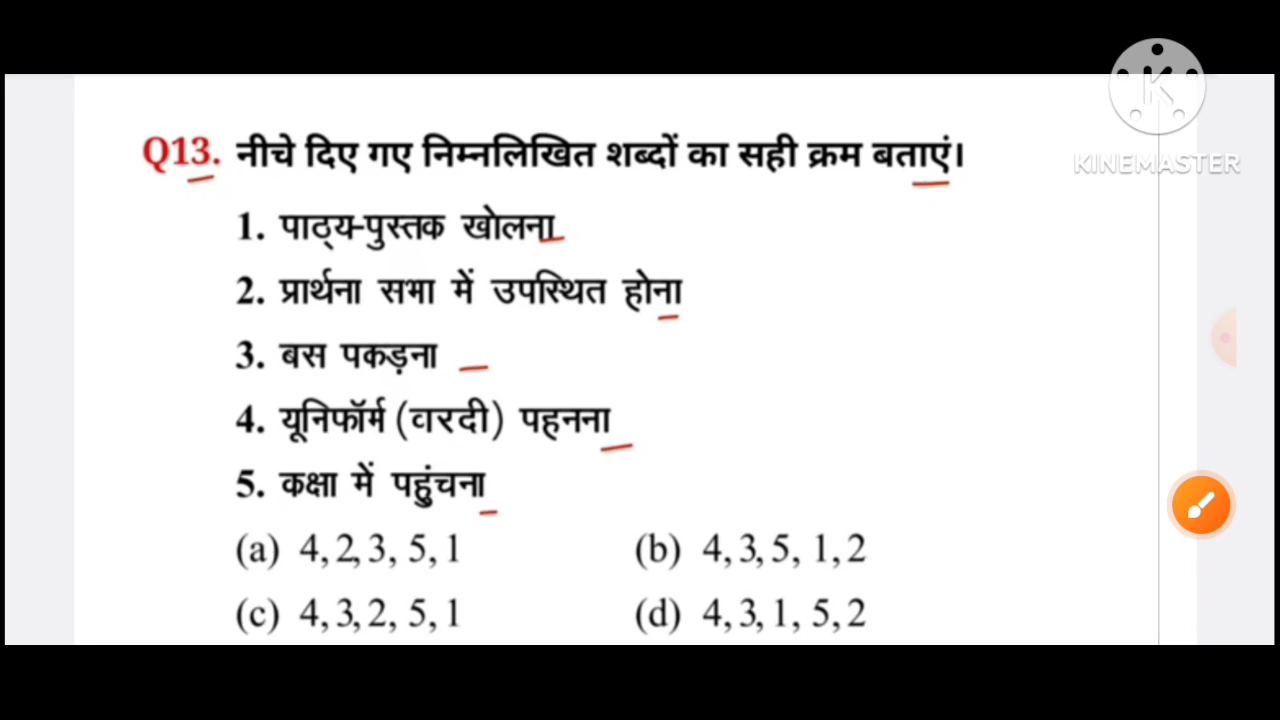 KINEMASTER
Q13. नीचे दिए गए निम्नलिखित शब्दों का सही क्रम बताएं।
1. पाठ्य-पुस्तक खोलना
2. प्रार्थना सभा में उपस्थित होना
3. बस पकड़ना
4. यूनिफॉर्म (वरदी) पहनना
5. कक्षा में पहुंचना
(a) 4, 2, 3, 5, 1 (b) 4, 3, 5, 1, 2
(c) 4, 3, 2, 5, 1 (d) 4, 3, 1, 5, 2